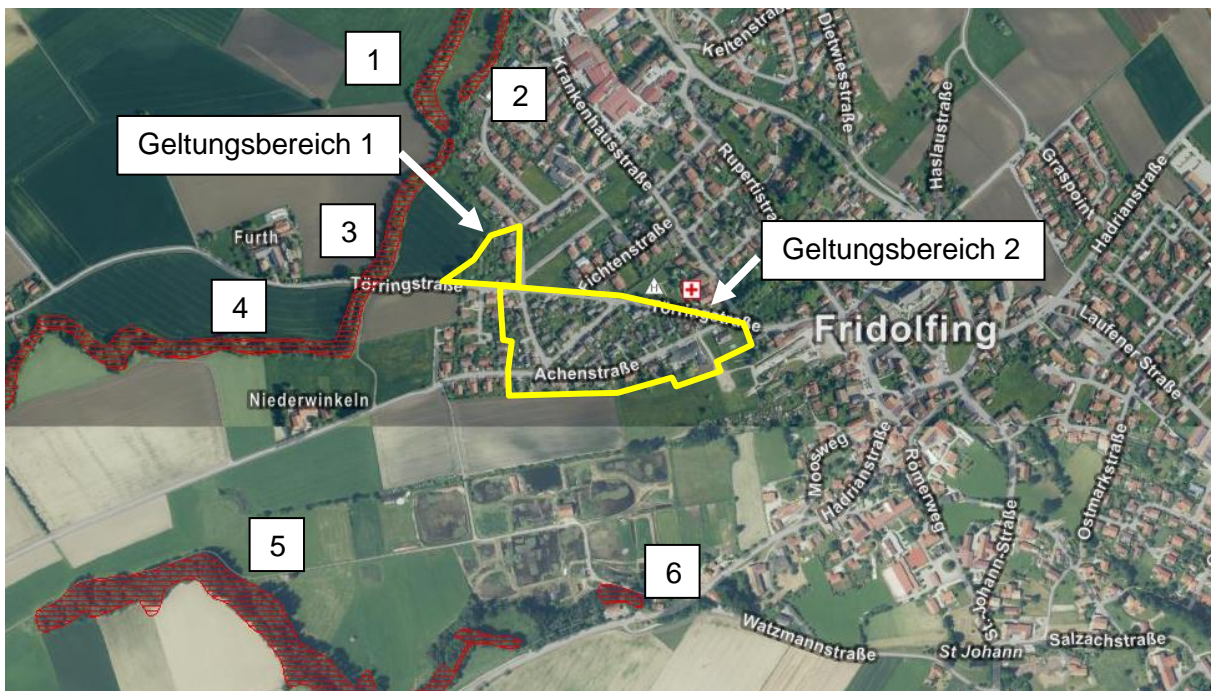 Keltenstraße
Dietwiesstraße
1
2
Krankenhausstraße
Haslaustraße
Geltungsbereich 1
Rupertistraße
Graspoint
Hadrianstraße
3
Furth
Fichtenstraße
H
Geltungsbereich 2
Törringstraße
Törringstraße
4
Fridolfing
Laufener Straße
Achenstraße
Niederwinkeln
Moosweg
Hadrianstraße
Römerweg
Ostmarkstraße
5
6
St.-Johann-Straße
Watzmannstraße
St Johann
Salzachstraße